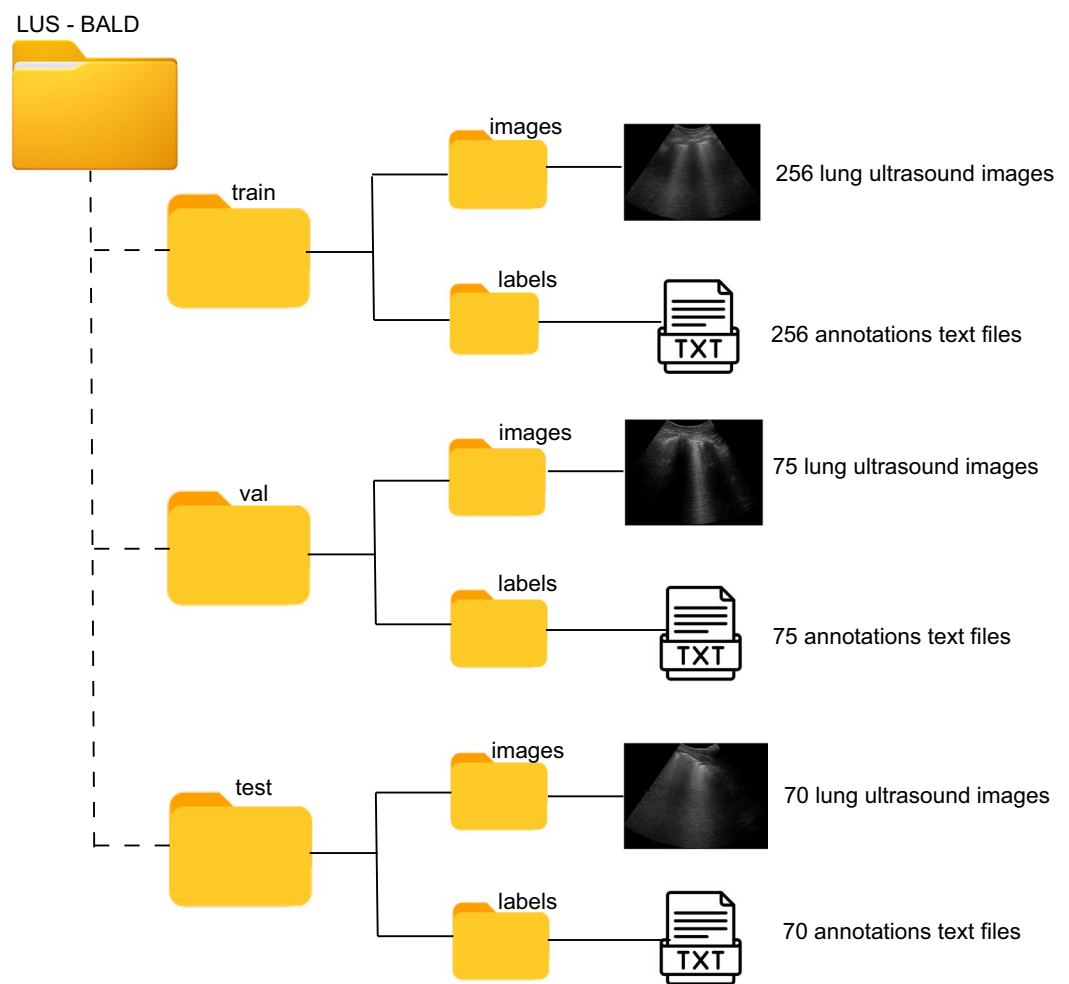 LUS - BALD
train
images
256 lung ultrasound images
labels
TXT
256 annotations text files
val
images
75 lung ultrasound images
labels
TXT
75 annotations text files
test
images
70 lung ultrasound images
labels
TXT
70 annotations text files